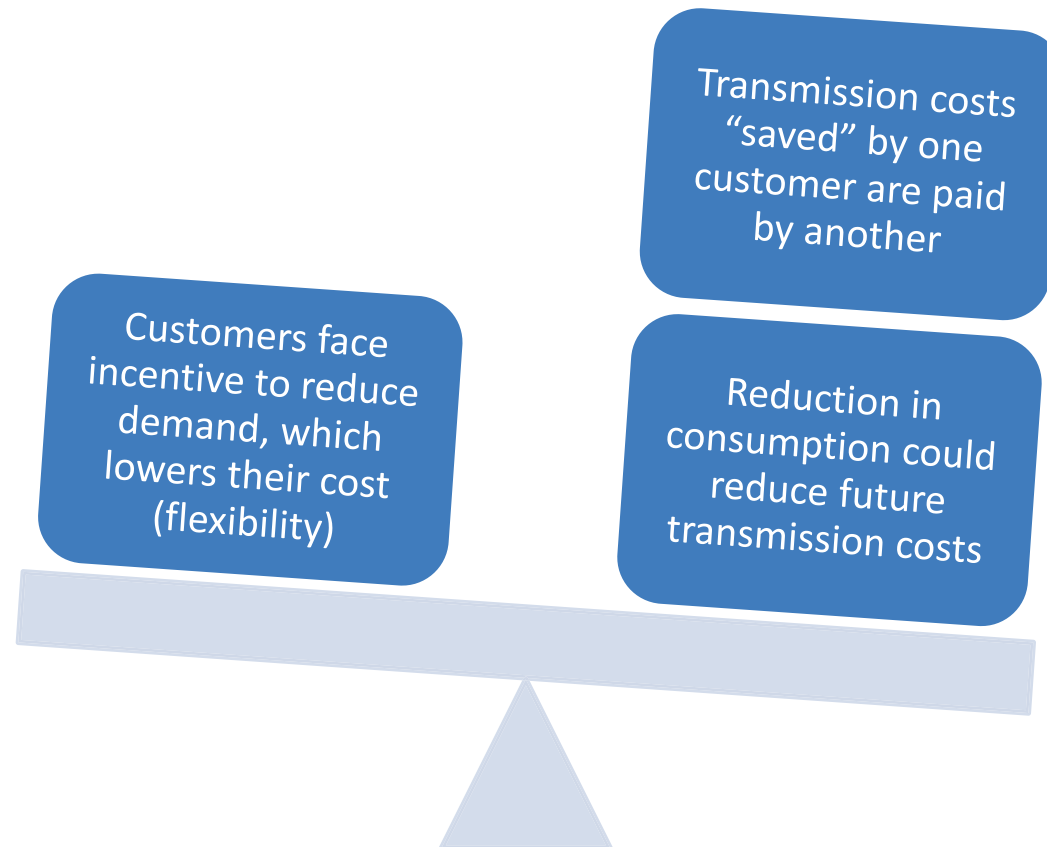 Transmission costs
“saved” by one
customer are paid
by another
Customers face
incentive to reduce
demand, which
lowers their cost
(flexibility)
Reduction in
consumption could
reduce future
transmission costs